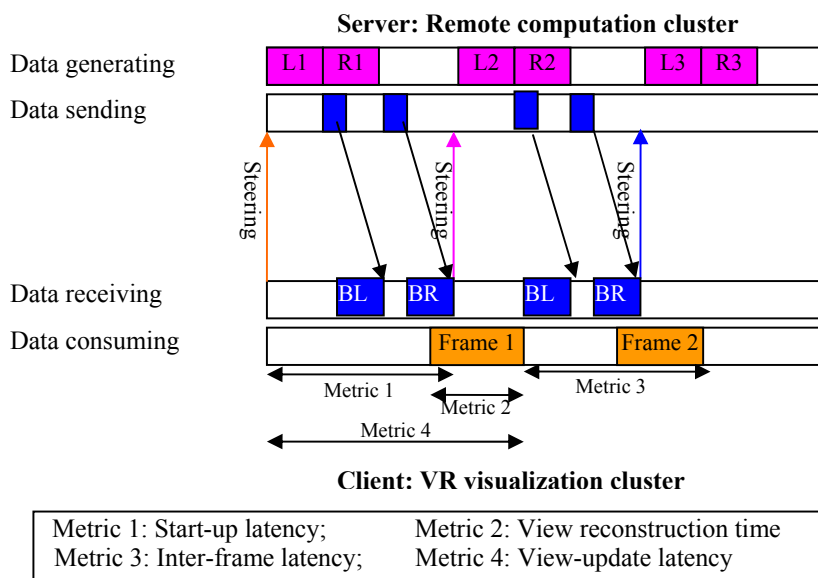 Server: Remote computation cluster
Data generating
L1 R1 L2 R2 L3 R3
Data sending
Steering
Steering
Steering
Data receiving
BL BR BL BR
Data consuming
Frame 1 Frame 2
Metric 1
Metric 2
Metric 3
Metric 4
Client: VR visualization cluster
Metric 1: Start-up latency; Metric 2: View reconstruction time
Metric 3: Inter-frame latency; Metric 4: View-update latency